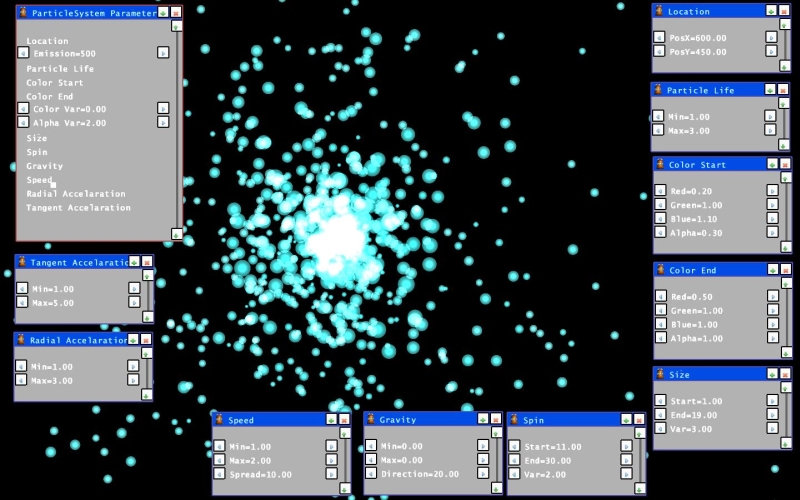 ParticleSystem Parameter
Location
Emission=500
Particle Life
Color Start
Color End
Color Var=0.00
Alpha Var=2.00
Size
Spin
Gravity
Speed
Radial Accelaration
Tangent Accelaration
Tangent Accelaratio
Min=1.00
Max=5.00
Radial Accelaration
Min=1.00
Max=3.00
Speed
Min=1.00
Max=2.00
Spread=10.00
Gravity
Min=0.00
Max=0.00
Direction=20.00
Spin
Start=11.00
End=30.00
Var=2.00
Location
PosX=600.00
PosY=450.00
Particle Life
Min=1.00
Max=3.00
Color Start
Red=0.20
Green=1.00
Blue=1.10
Alpha=0.30
Color End
Red=0.50
Green=1.00
Blue=1.00
Alpha=1.00
Size
Start=1.00
End=19.00
Var=3.00